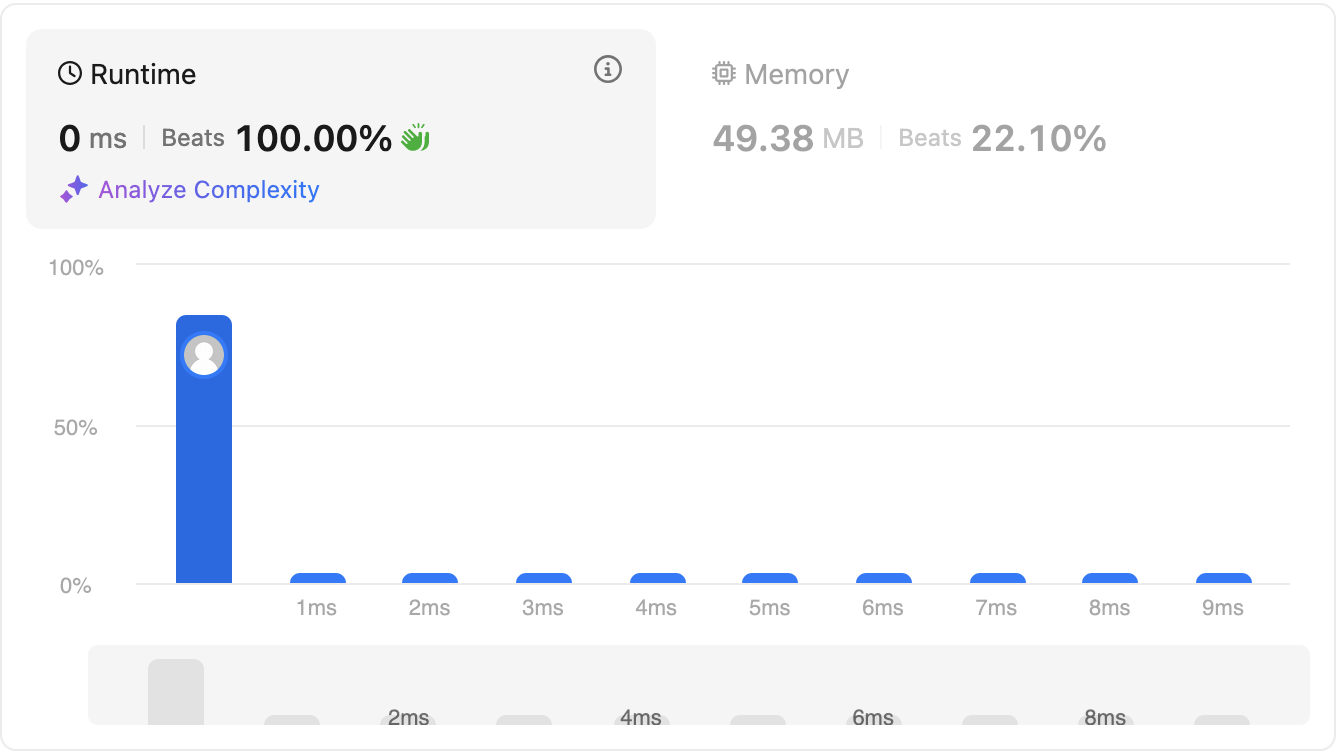 Runtime
0 ms | Beats 100.00%
Analyze Complexity
Memory
49.38 MB | Beats 22.10%
100%
50%
0%
1ms 2ms 3ms 4ms 5ms 6ms 7ms 8ms 9ms
2ms 4ms 6ms 8ms